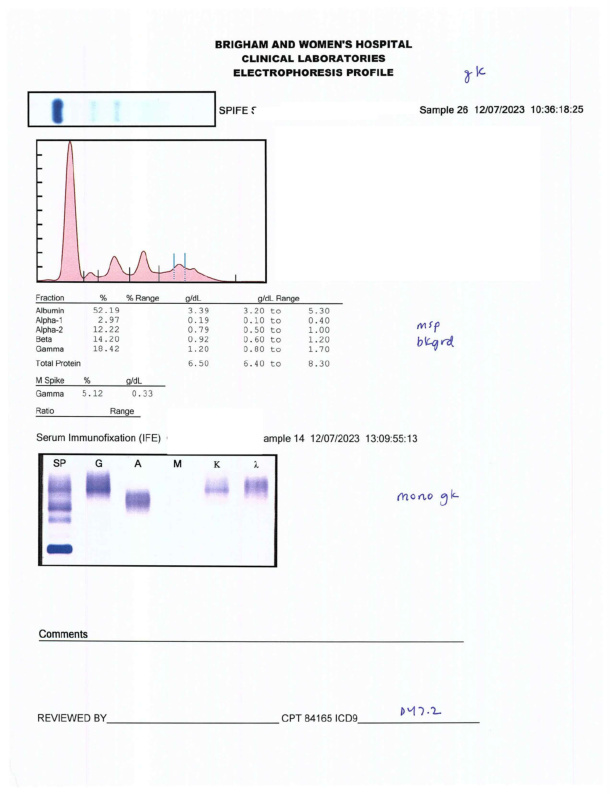 BRIGHAM AND WOMEN'S HOSPITAL
CLINICAL LABORATORIES
ELECTROPHORESIS PROFILE
gk
SPIFE Sample 26 12/07/2023 10:36:18:25
Fraction % % Range g/dL g/dL Range
Albumin 52.19 3.39 3.20 to 5.30
Alpha-1 2.97 0.19 0.10 to 0.40
Alpha-2 12.22 0.79 0.50 to 1.00
Beta 14.20 0.92 0.60 to 1.20
Gamma 18.42 1.20 0.80 to 1.70
Total Protein 6.50 6.40 to 8.30
msp
bkgrd
M Spike % g/dL
Gamma 5.12 0.33
Ratio Range
Serum Immunofixation (IFE) ample 14 12/07/2023 13:09:55:13
SP G A M K λ
mono gk
Comments
REVIEWED BY CPT 84165 ICD9 D47.2